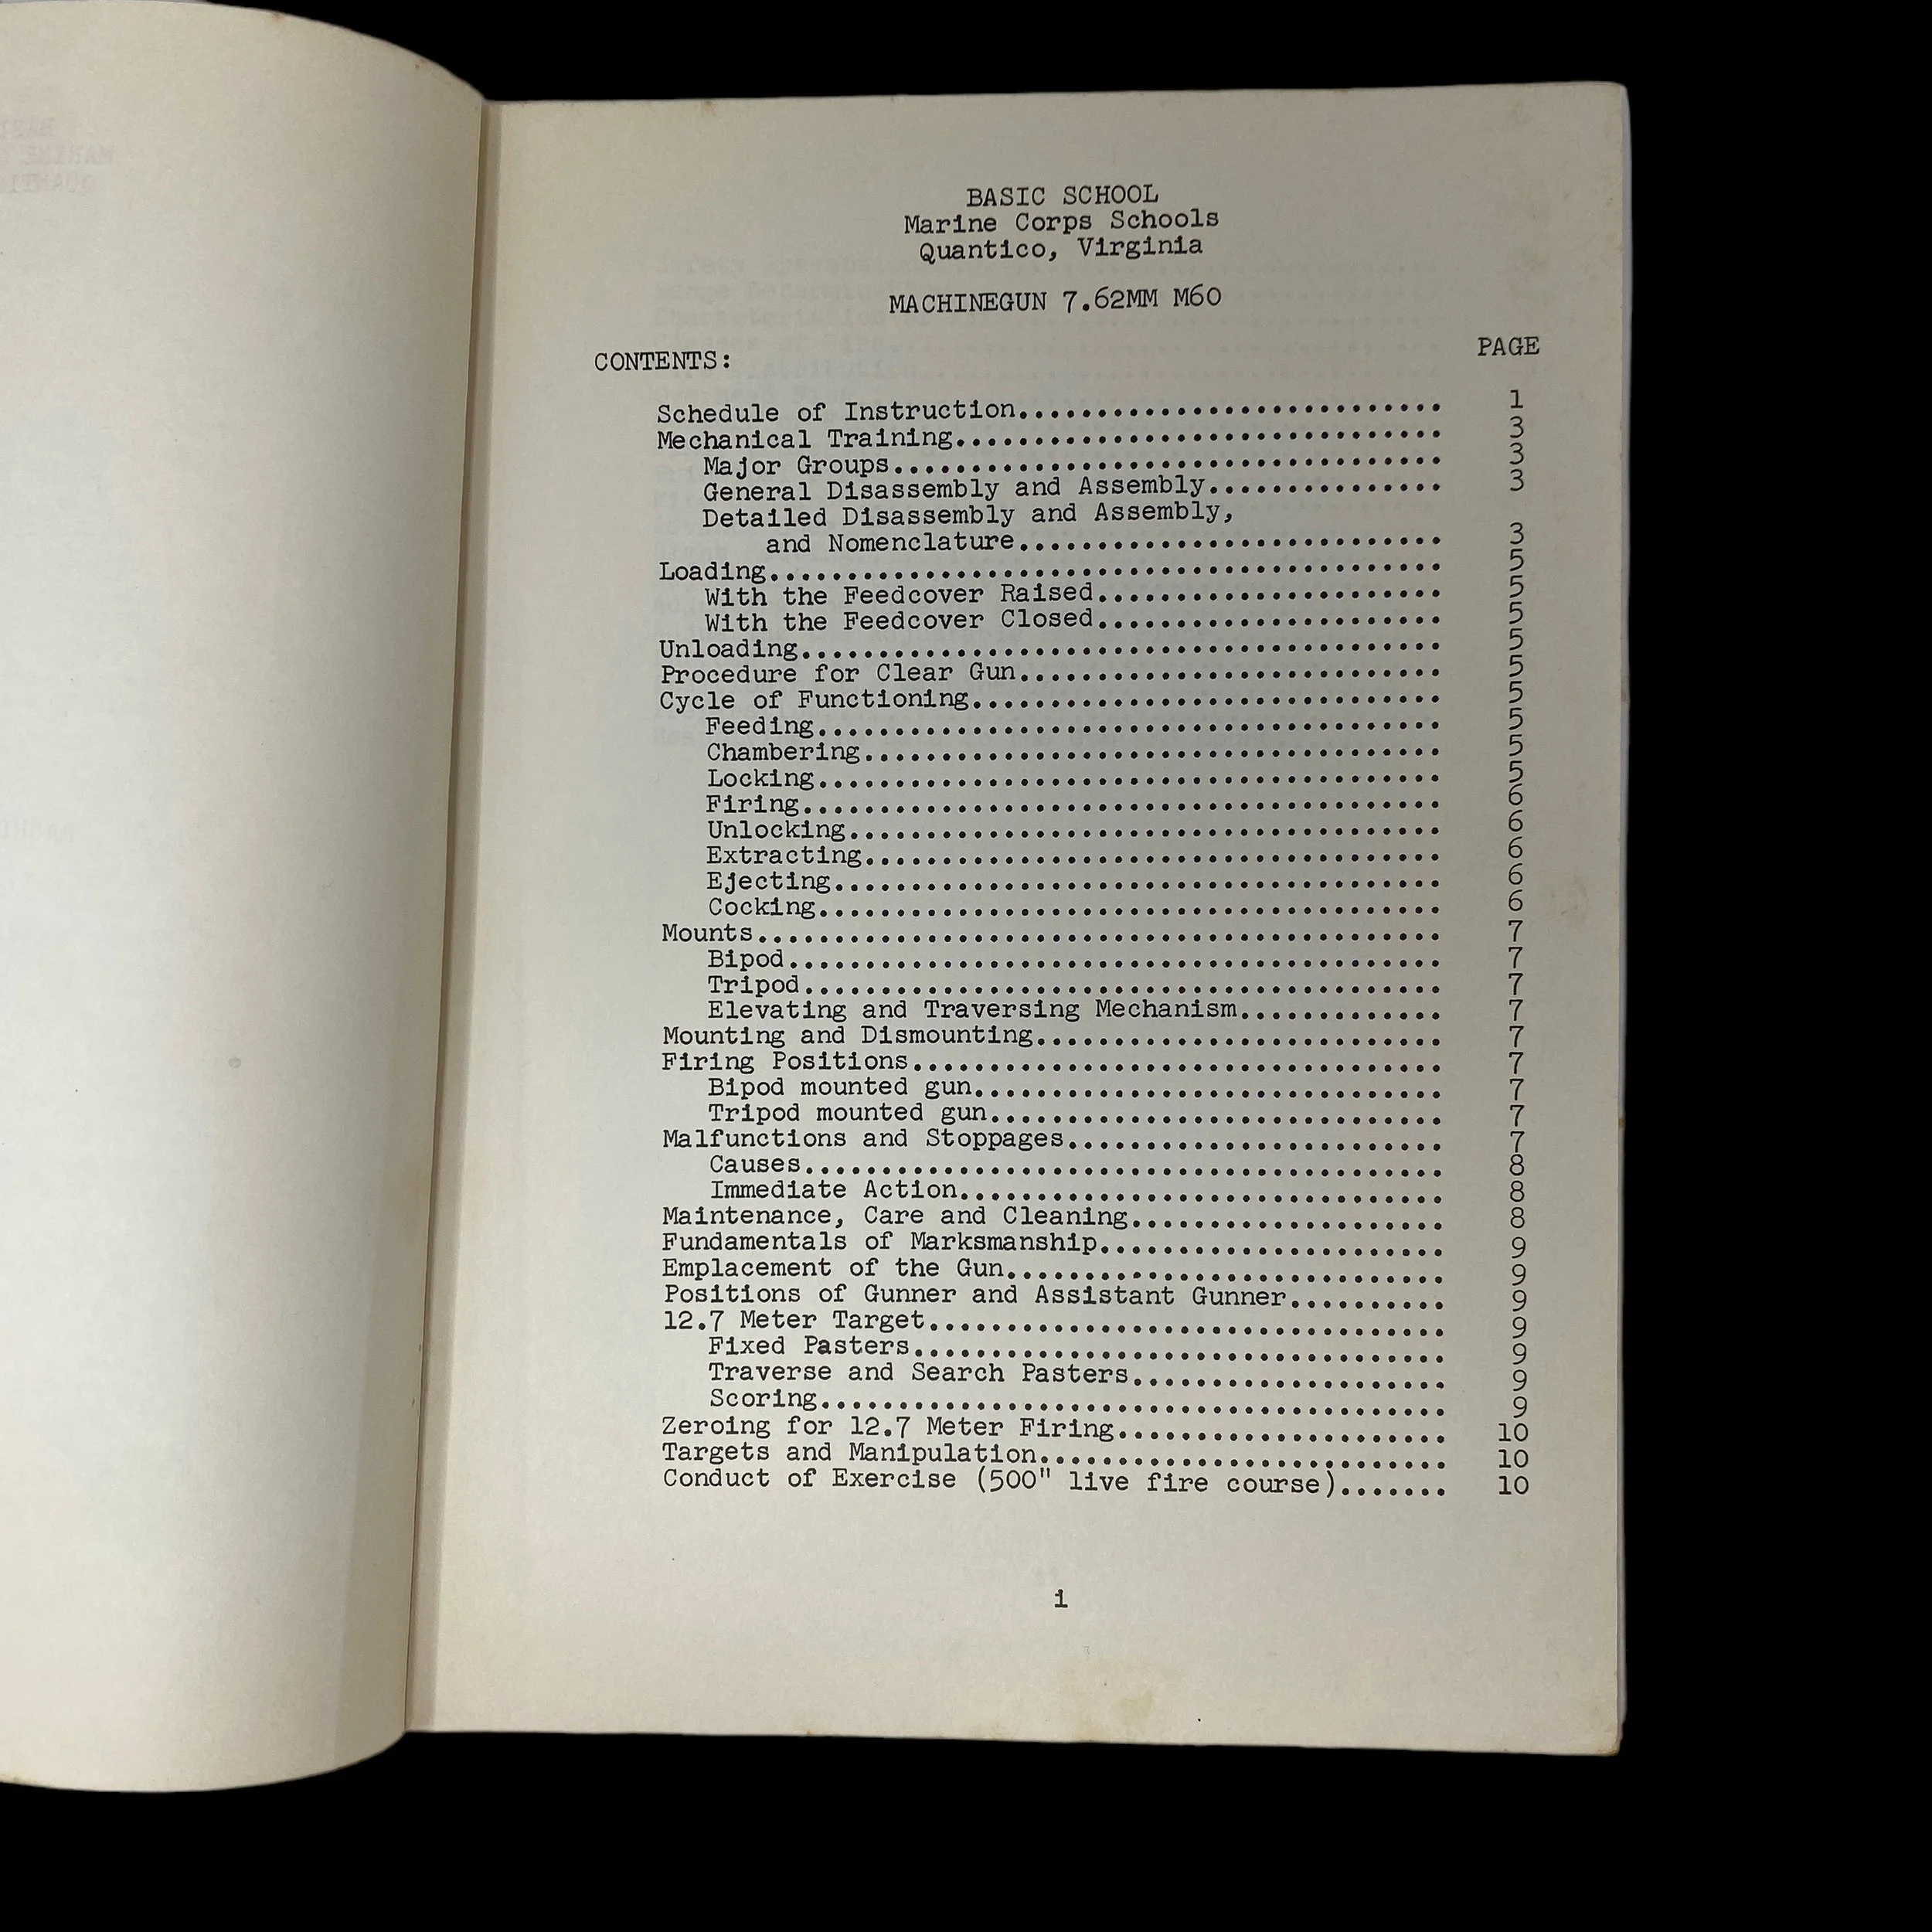 BASIC SCHOOL
Marine Corps Schools
Quantico, Virginia
MACHINEGUN 7.62MM M60
CONTENTS: PAGE
Schedule of Instruction........................... 1
Mechanical Training............................... 3
Major Groups................................... 3
General Disassembly and Assembly............... 3
Detailed Disassembly and Assembly,
and Nomenclature........................... 3
Loading........................................... 5
With the Feedcover Raised...................... 5
With the Feedcover Closed...................... 5
Unloading......................................... 5
Procedure for Clear Gun........................... 5
Cycle of Functioning.............................. 5
Feeding........................................ 5
Chambering..................................... 5
Locking........................................ 5
Firing......................................... 6
Unlocking...................................... 6
Extracting..................................... 6
Ejecting....................................... 6
Cocking........................................ 6
Mounts............................................ 7
Bipod.......................................... 7
Tripod......................................... 7
Elevating and Traversing Mechanism............. 7
Mounting and Dismounting.......................... 7
Firing Positions.................................. 7
Bipod mounted gun.............................. 7
Tripod mounted gun............................. 7
Malfunctions and Stoppages........................ 7
Causes......................................... 8
Immediate Action............................... 8
Maintenance, Care and Cleaning.................... 8
Fundamentals of Marksmanship...................... 9
Emplacement of the Gun............................ 9
Positions of Gunner and Assistant Gunner.......... 9
12.7 Meter Target................................. 9
Fixed Pasters.................................. 9
Traverse and Search Pasters.................... 9
Scoring........................................ 9
Zeroing for 12.7 Meter Firing..................... 10
Targets and Manipulation.......................... 10
Conduct of Exercise (500" live fire course)....... 10
i